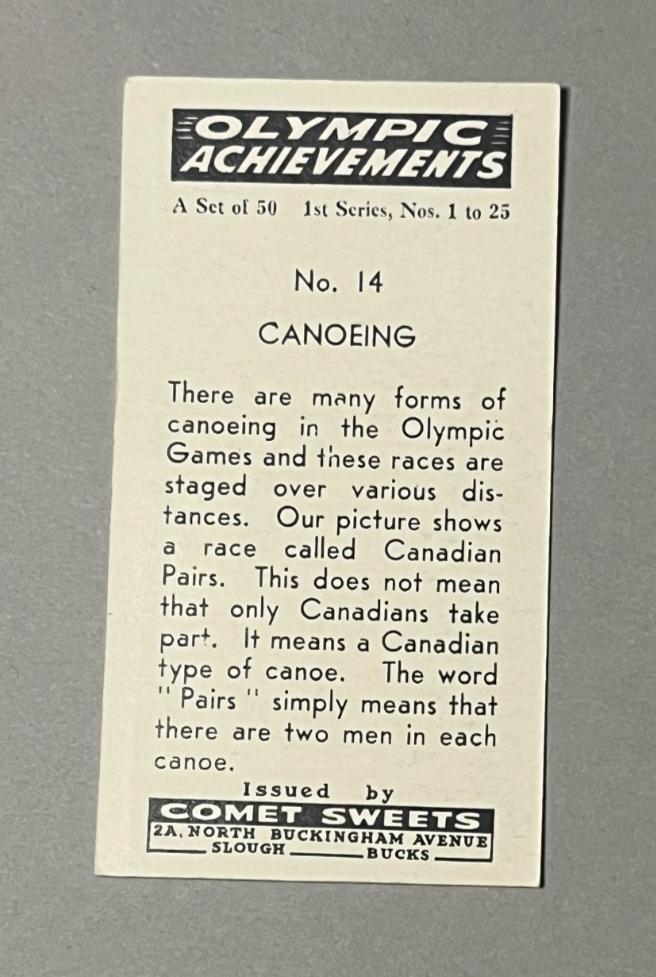 OLYMPIC
ACHIEVEMENTS
A Set of 50 1st Series, Nos. 1 to 25
No. 14
CANOEING
There are many forms of
canoeing in the Olympic
Games and these races are
staged over various dis-
tances. Our picture shows
a race called Canadian
Pairs. This does not mean
that only Canadians take
part. It means a Canadian
type of canoe. The word
" Pairs " simply means that
there are two men in each
canoe.
Issued by
COMET SWEETS
2A, NORTH BUCKINGHAM AVENUE
SLOUGH BUCKS